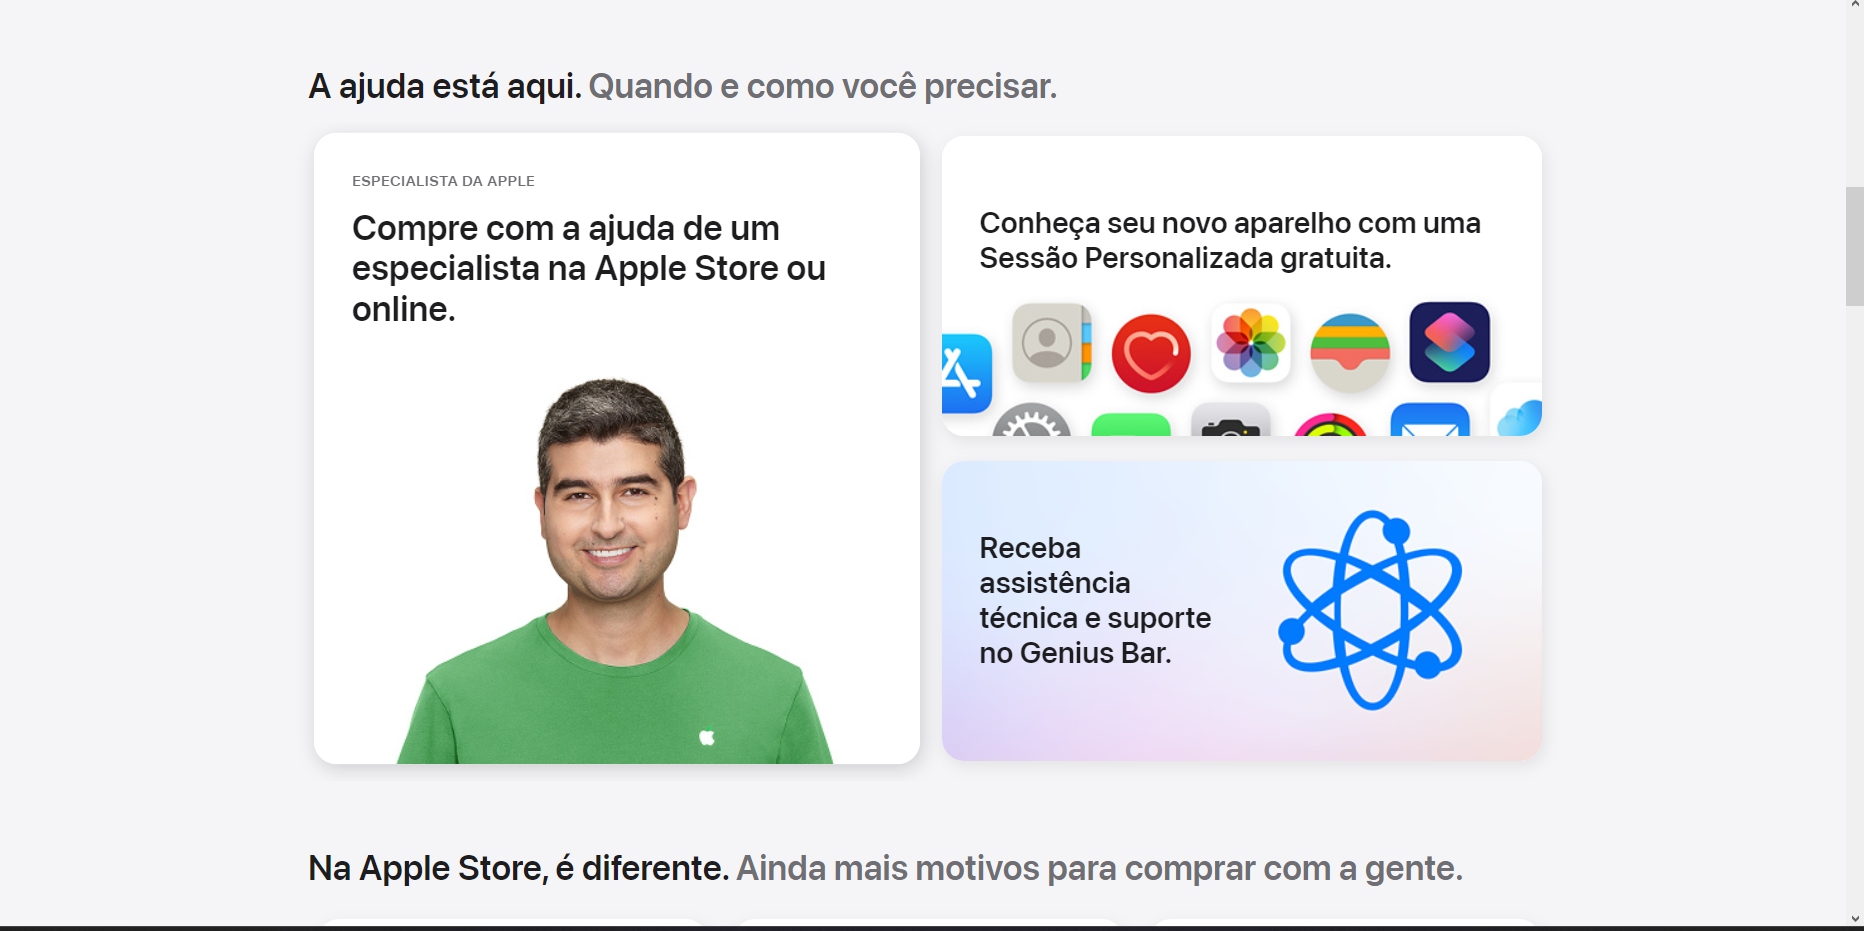 A ajuda está aqui. Quando e como você precisar.
ESPECIALISTA DA APPLE
Compre com a ajuda de um
especialista na Apple Store ou
online.
Conheça seu novo aparelho com uma
Sessão Personalizada gratuita.
Receba
assistência
técnica e suporte
no Genius Bar.
Na Apple Store, é diferente. Ainda mais motivos para comprar com a gente.